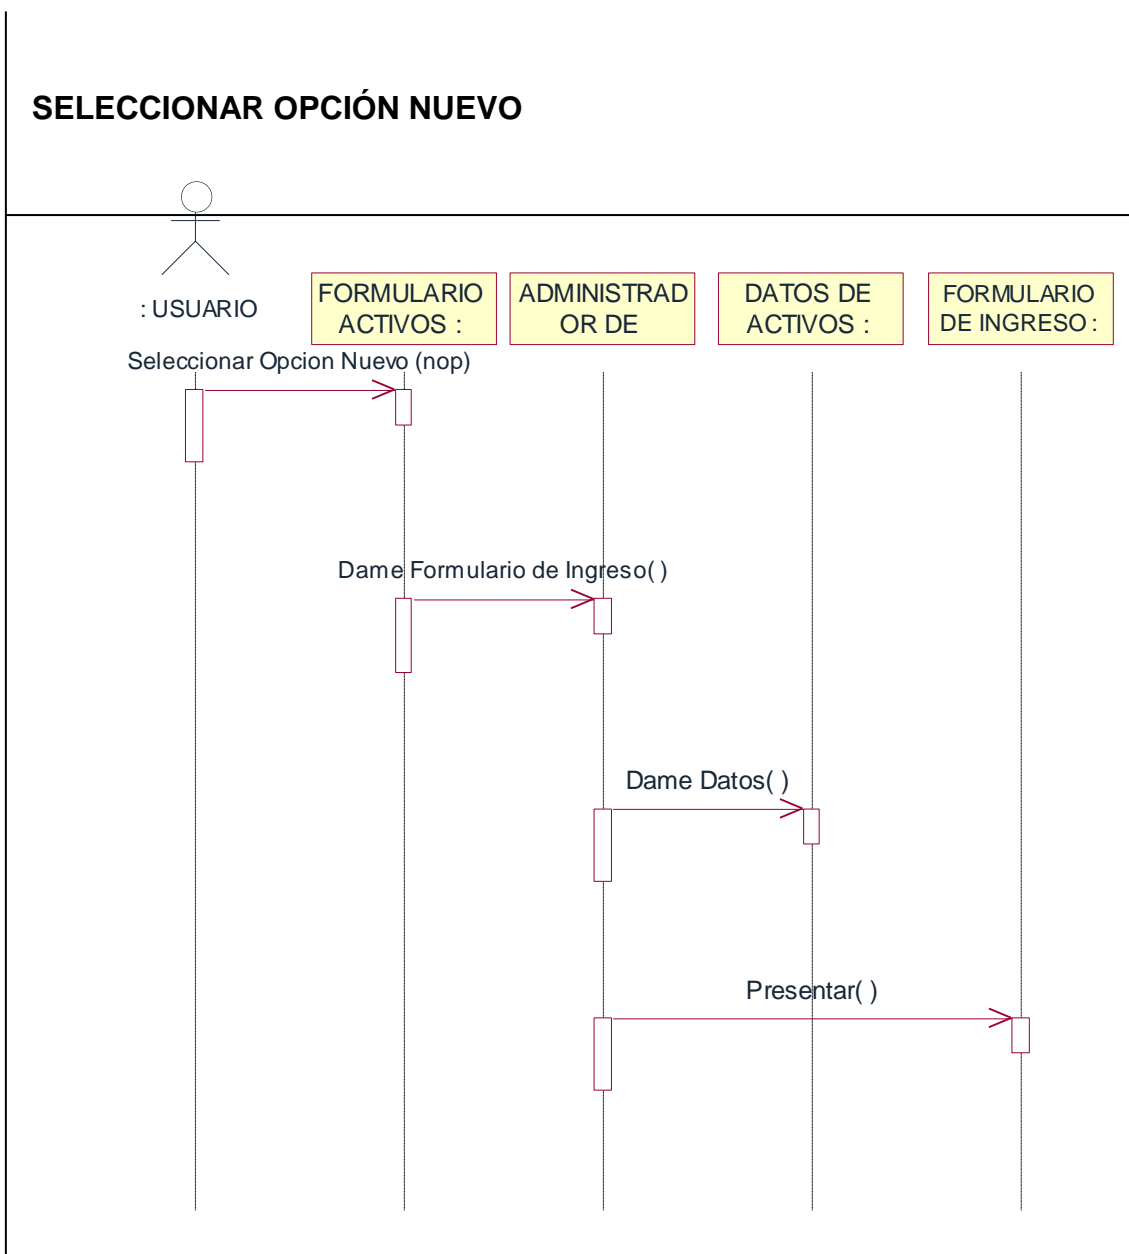 SELECCIONAR OPCIÓN NUEVO
: USUARIO
FORMULARIO
ACTIVOS :
ADMINISTRAD
OR DE
DATOS DE
ACTIVOS :
FORMULARIO
DE INGRESO :
Seleccionar Opcion Nuevo (nop)
Dame Formulario de Ingreso( )
Dame Datos( )
Presentar( )